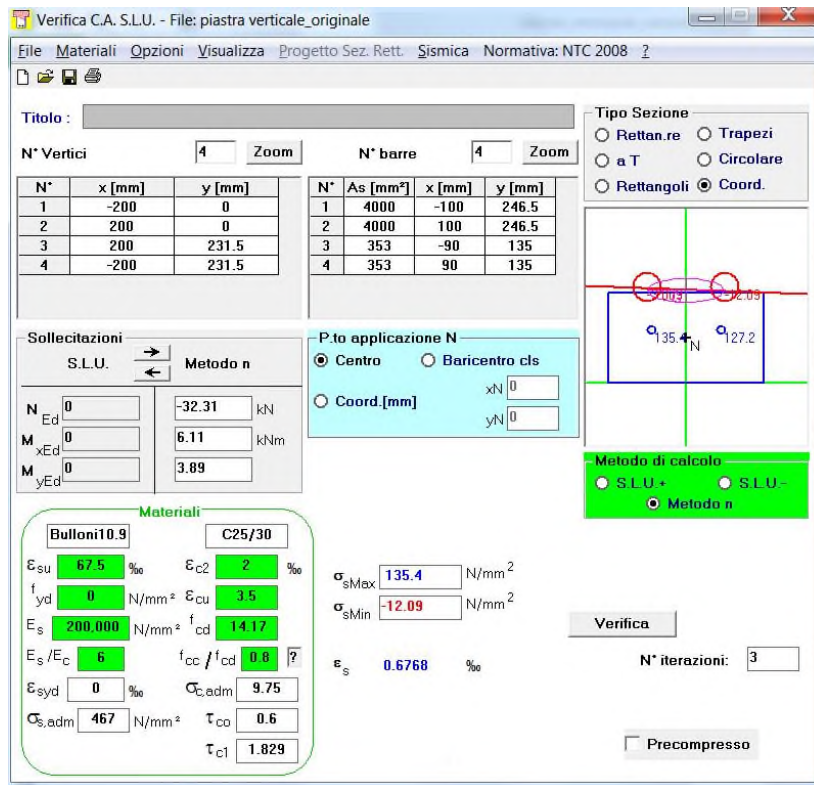 Verifica C.A. S.L.U. - File: piastra verticale_originale
File Materiali Opzioni Visualizza Progetto Sez. Rett. Sismica Normativa: NTC 2008 ?
Titolo :
N° Vertici 4 Zoom
N° barre 4 Zoom
N° x [mm] y [mm]
1 -200 0
2 200 0
3 200 231.5
4 -200 231.5
N° As [mm²] x [mm] y [mm]
1 4000 -100 246.5
2 4000 100 246.5
3 353 -90 135
4 353 90 135
Tipo Sezione
Rettan.re Trapezi
a T Circolare
Rettangoli Coord.
-12.09
135.4 N 127.2
Sollecitazioni
S.L.U. Metodo n
N Ed 0 -32.31 kN
M xEd 0 6.11 kNm
M yEd 0 3.89
P.to applicazione N
Centro Baricentro cls
Coord.[mm] xN 0
yN 0
Metodo di calcolo
S.L.U.+ S.L.U.-
Metodo n
Materiali
Bulloni10.9 C25/30
εsu 67.5 ‰ εc2 2 ‰
fyd 0 N/mm² εcu 3.5
Es 200,000 N/mm² fcd 14.17
Es/Ec 6 fcc/fcd 0.8 ?
εsyd 0 ‰ σc,adm 9.75
σs,adm 467 N/mm² τco 0.6
τc1 1.829
σsMax 135.4 N/mm²
σsMin -12.09 N/mm²
εs 0.6768 ‰
Verifica
N° iterazioni: 3
Precompresso